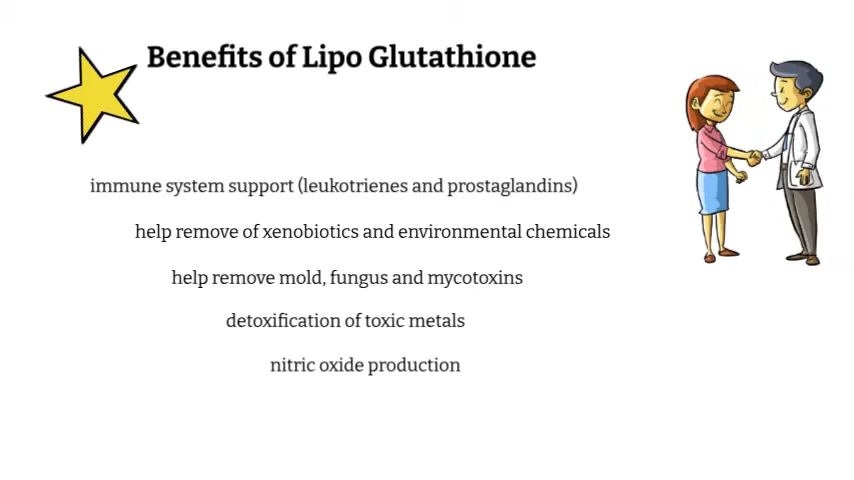 Benefits of Lipo Glutathione
immune system support (leukotrienes and prostaglandins)
help remove of xenobiotics and environmental chemicals
help remove mold, fungus and mycotoxins
detoxification of toxic metals
nitric oxide production